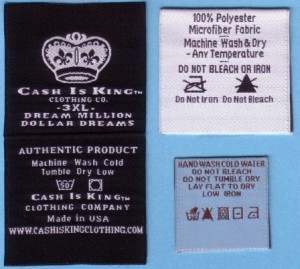 CASH IS KING™
CLOTHING CO.
-3XL-
DREAM MILLION
DOLLAR DREAMS
AUTHENTIC PRODUCT
Machine Wash Cold
Tumble Dry Low
CASH IS KING™
CLOTHING COMPANY
Made in USA
WWW.CASHISKINGCLOTHING.COM
100% Polyester
Microfiber Fabric
Machine Wash & Dry
- Any Temperature -
DO NOT BLEACH OR IRON
Do Not Iron Do Not Bleach
HAND WASH COLD WATER
DO NOT BLEACH
DO NOT TUMBLE DRY
LAY FLAT TO DRY
LOW IRON